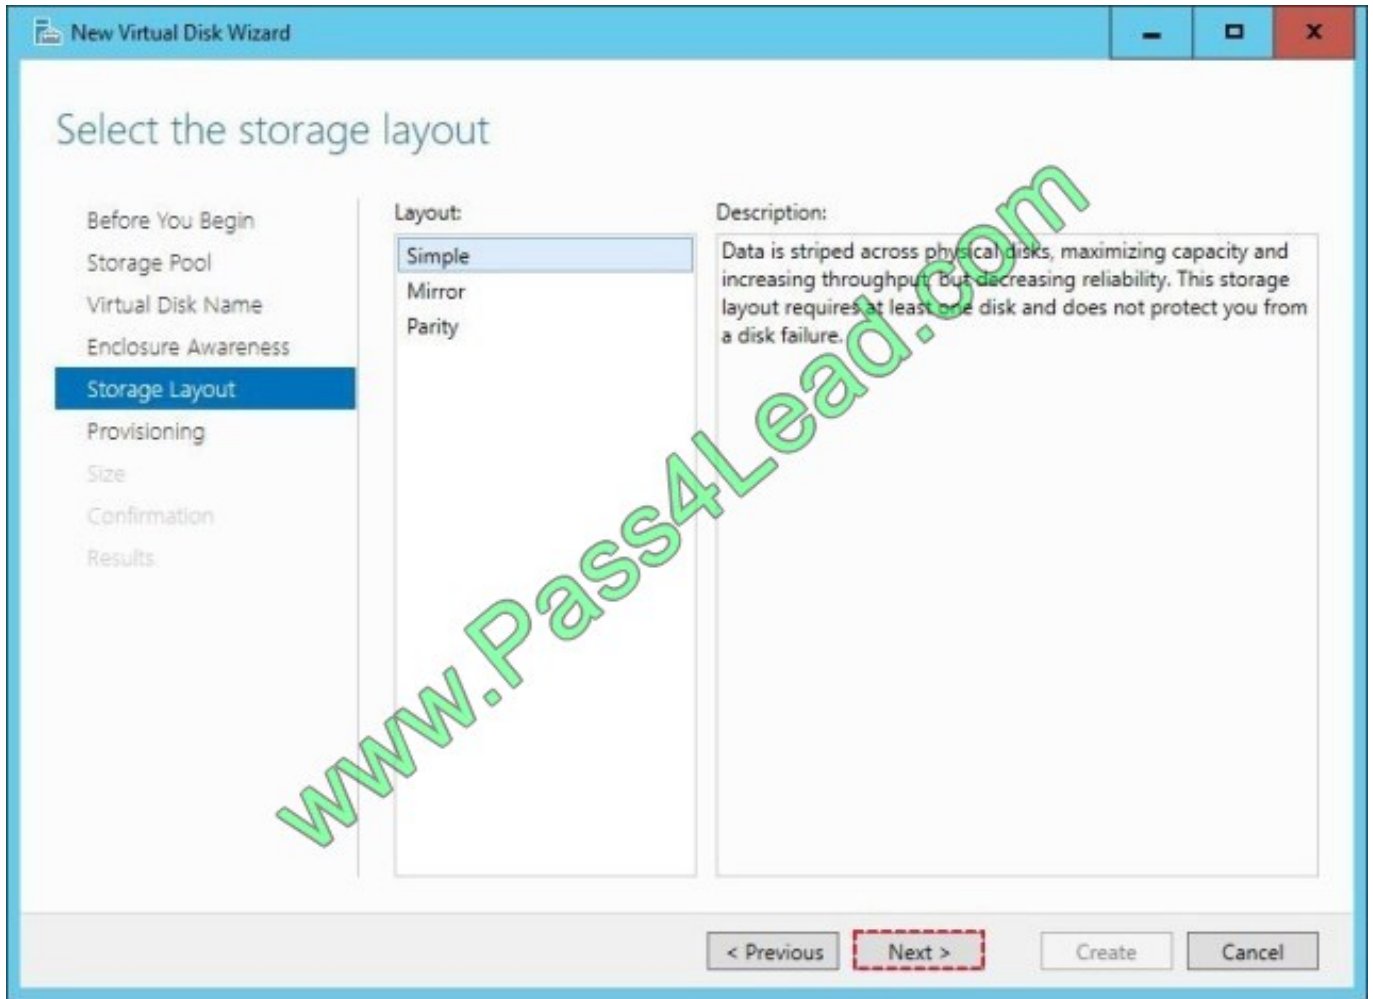 New Virtual Disk Wizard
Select the storage layout
Before You Begin
Storage Pool
Virtual Disk Name
Enclosure Awareness
Storage Layout
Provisioning
Size
Confirmation
Results
Layout:
Simple
Mirror
Parity
Description:
Data is striped across physical disks, maximizing capacity and
increasing throughput, but decreasing reliability. This storage
layout requires at least one disk and does not protect you from
a disk failure.
www.Pass4Lead.com
< Previous
Next >
Create
Cancel